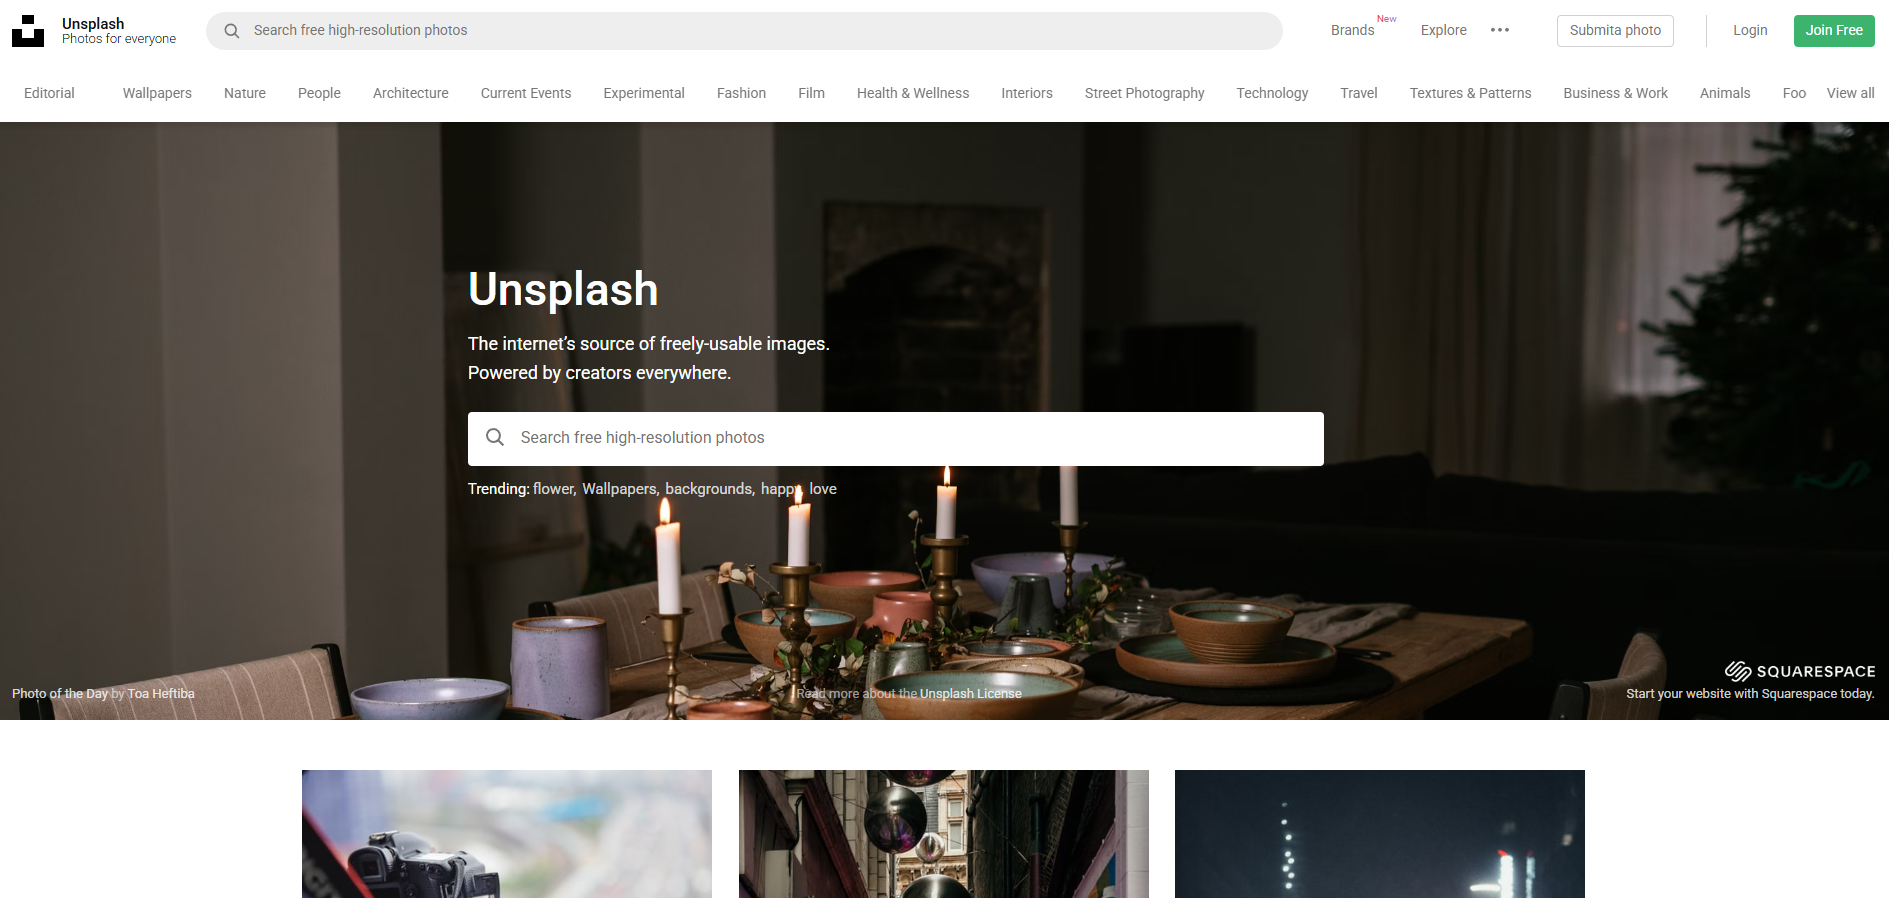 Unsplash
Photos for everyone
Search free high-resolution photos
Brands
New
Explore
Submita photo
Login
Join Free
Editorial
Wallpapers
Nature
People
Architecture
Current Events
Experimental
Fashion
Film
Health & Wellness
Interiors
Street Photography
Technology
Travel
Textures & Patterns
Business & Work
Animals
Foo
View all
Unsplash
The internet’s source of freely-usable images.
Powered by creators everywhere.
Search free high-resolution photos
Trending: flower, Wallpapers, backgrounds, happy, love
SQUARESPACE
Photo of the Day by Toa Heftiba
Read more about the Unsplash License
Start your website with Squarespace today.